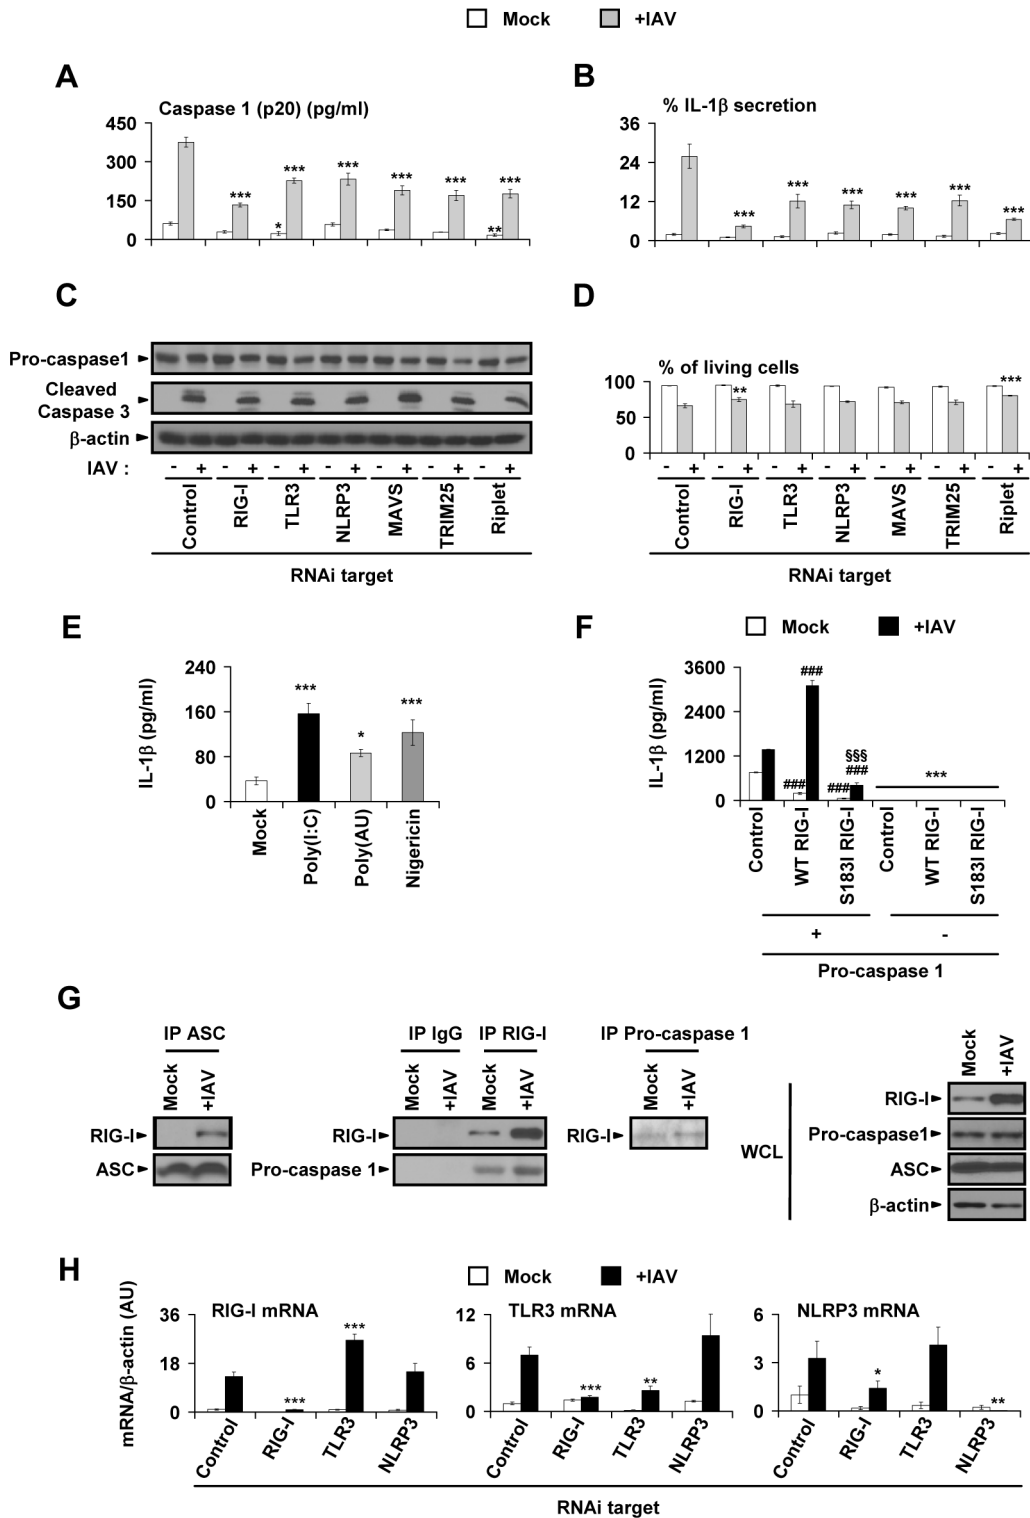 Mock +IAV
A
Caspase 1 (p20) (pg/ml)
450
300
150
0
***
*
***
***
***
***
**
***
B
% IL-1β secretion
36
24
12
0
***
***
***
***
***
***
C
Pro-caspase1
Cleaved
Caspase 3
β-actin
IAV : - + - + - + - + - + - + - +
Control RIG-I TLR3 NLRP3 MAVS TRIM25 Riplet
RNAi target
D
% of living cells
100
50
0
**
***
- + - + - + - + - + - + - +
Control RIG-I TLR3 NLRP3 MAVS TRIM25 Riplet
RNAi target
E
IL-1β (pg/ml)
240
160
80
0
***
*
***
Mock Poly(I:C) Poly(AU) Nigericin
F
Mock +IAV
IL-1β (pg/ml)
3600
2400
1200
0
###
###
###
§§§
###
***
Control WT RIG-I S183I RIG-I Control WT RIG-I S183I RIG-I
+ -
Pro-caspase 1
G
IP ASC
Mock +IAV
RIG-I
ASC
IP IgG IP RIG-I
Mock +IAV Mock +IAV
RIG-I
Pro-caspase 1
IP Pro-caspase 1
Mock +IAV
RIG-I
WCL
Mock +IAV
RIG-I
Pro-caspase1
ASC
β-actin
H
Mock +IAV
mRNA/β-actin (AU)
RIG-I mRNA
36
18
0
***
***
Control RIG-I TLR3 NLRP3
TLR3 mRNA
12
6
0
***
**
Control RIG-I TLR3 NLRP3
NLRP3 mRNA
6
3
0
*
**
Control RIG-I TLR3 NLRP3
RNAi target